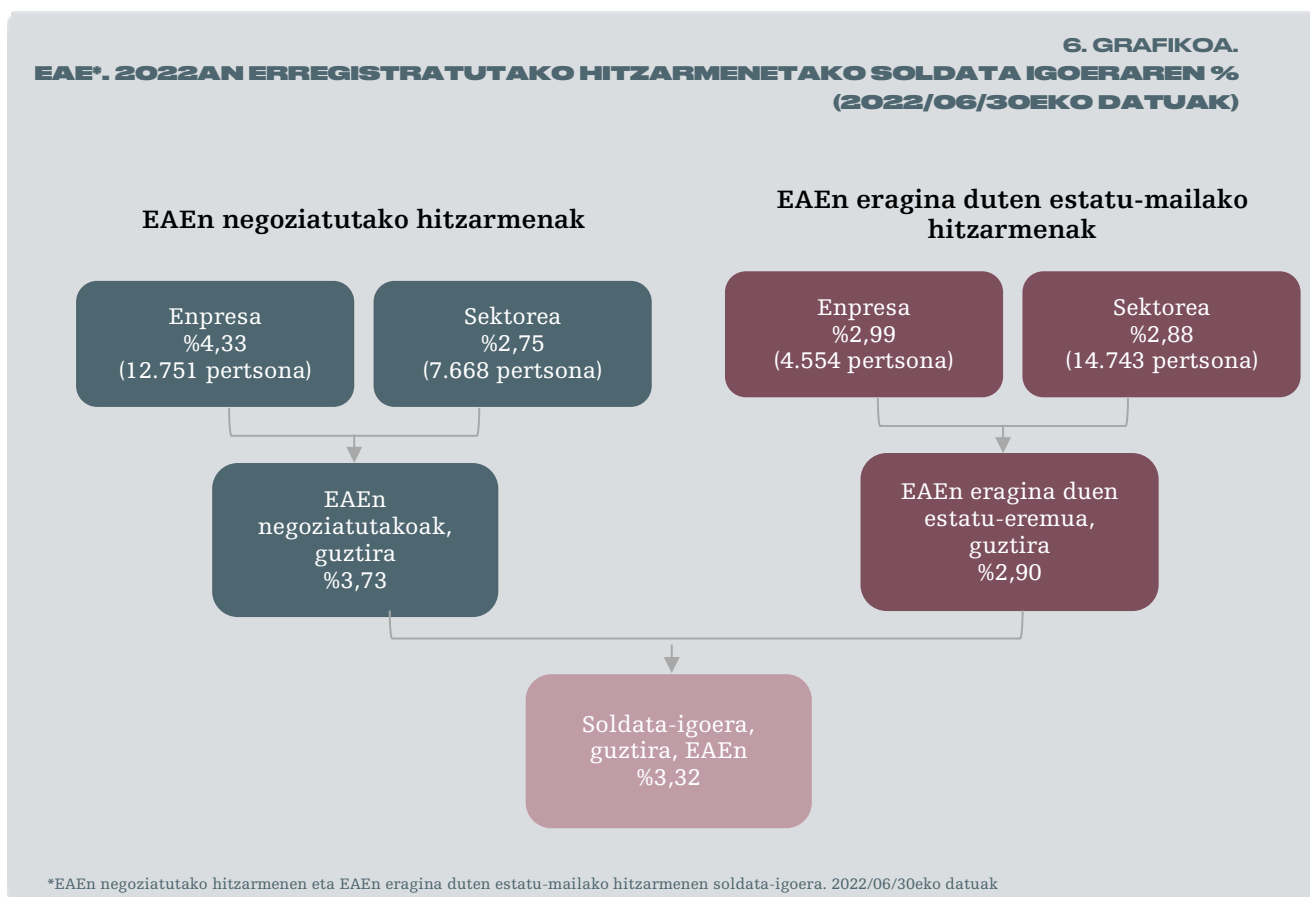 6. GRAFIKOA.
EAE*. 2022AN ERREGISTRATUTAKO HITZARMENETAKO SOLDATA IGOERAREN %
(2022/06/30EKO DATUAK)
EAEn negoziatutako hitzarmenak
EAEn eragina duten estatu-mailako
hitzarmenak
Enpresa
%4,33
(12.751 pertsona)
Sektorea
%2,75
(7.668 pertsona)
Enpresa
%2,99
(4.554 pertsona)
Sektorea
%2,88
(14.743 pertsona)
EAEn
negoziatutakoak,
guztira
%3,73
EAEn eragina duen
estatu-eremua,
guztira
%2,90
Soldata-igoera,
guztira, EAEn
%3,32
*EAEn negoziatutako hitzarmenen eta EAEn eragina duten estatu-mailako hitzarmenen soldata-igoera. 2022/06/30eko datuak